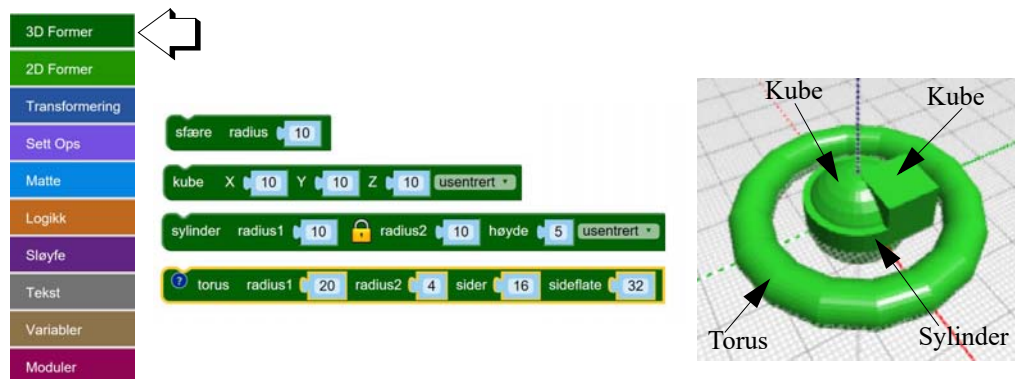 3D Former
2D Former
Transformering
Sett Ops
Matte
Logikk
Sløyfe
Tekst
Variabler
Moduler
sfære radius 10
kube X 10 Y 10 Z 10 usentrert
sylinder radius1 10 radius2 10 høyde 5 usentrert
? torus radius1 20 radius2 4 sider 16 sideflate 32
Kube
Kube
Torus
Sylinder